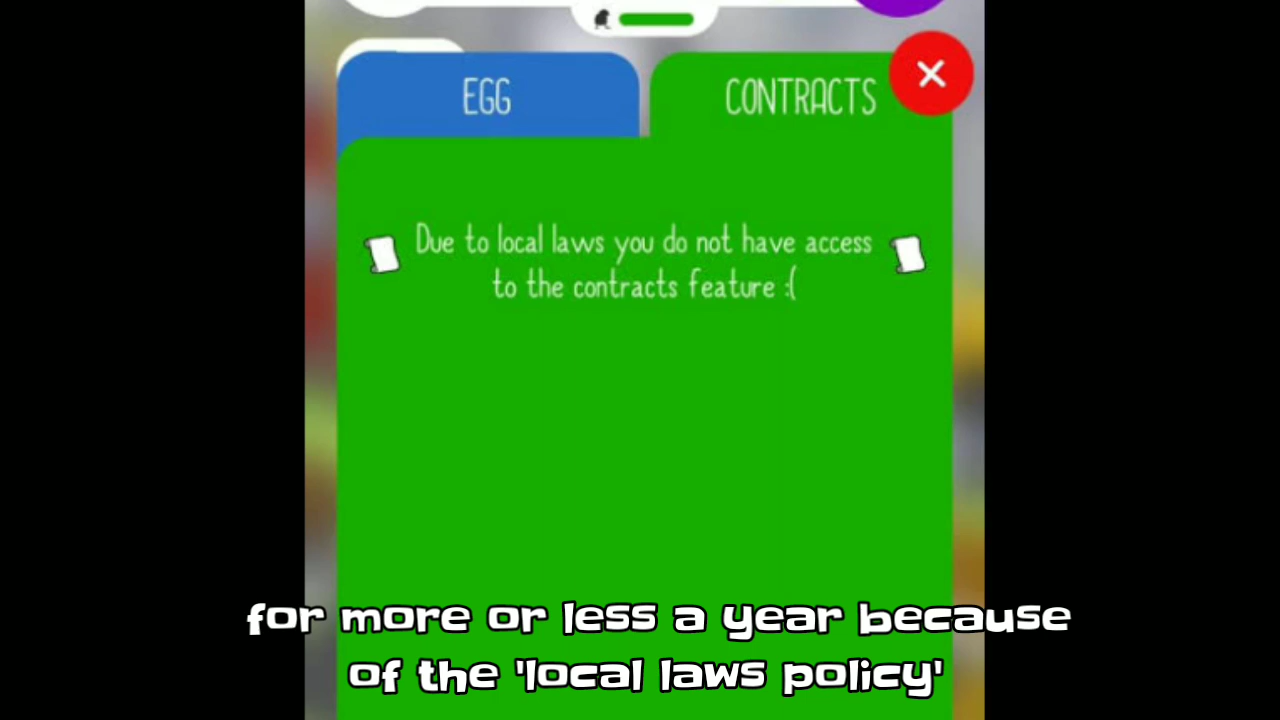 EGG
CONTRACTS
Due to local laws you do not have access
to the contracts feature :(
for more or less a year because
of the 'local laws policy'